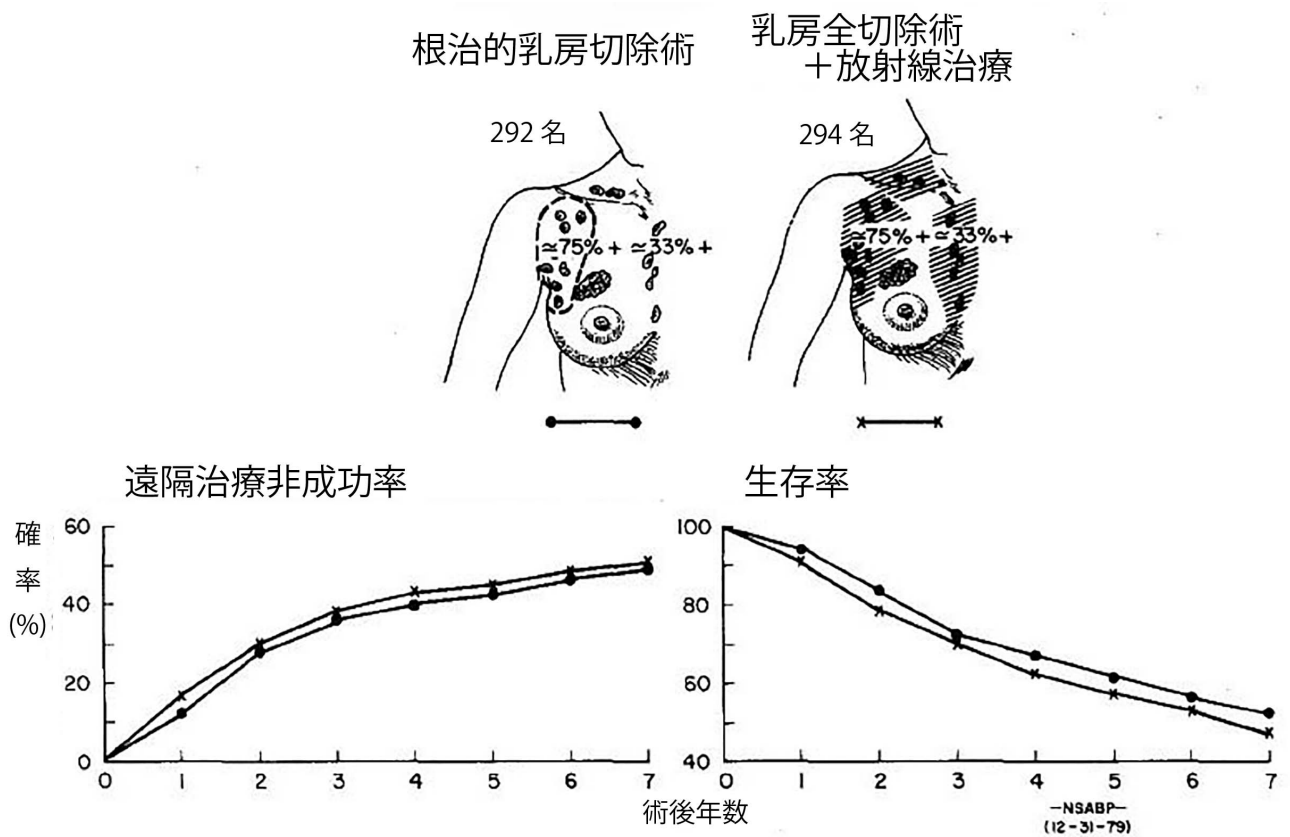 根治的乳房切除術
乳房全切除術
＋放射線治療
292 名
294 名
≃75%+ ≃33%+
≃75%+ ≃33%+
遠隔治療非成功率
生存率
確
率
(%)
60
40
20
0
0 1 2 3 4 5 6 7
100
80
60
40
0 1 2 3 4 5 6 7
術後年数
—NSABP—
(12-31-79)